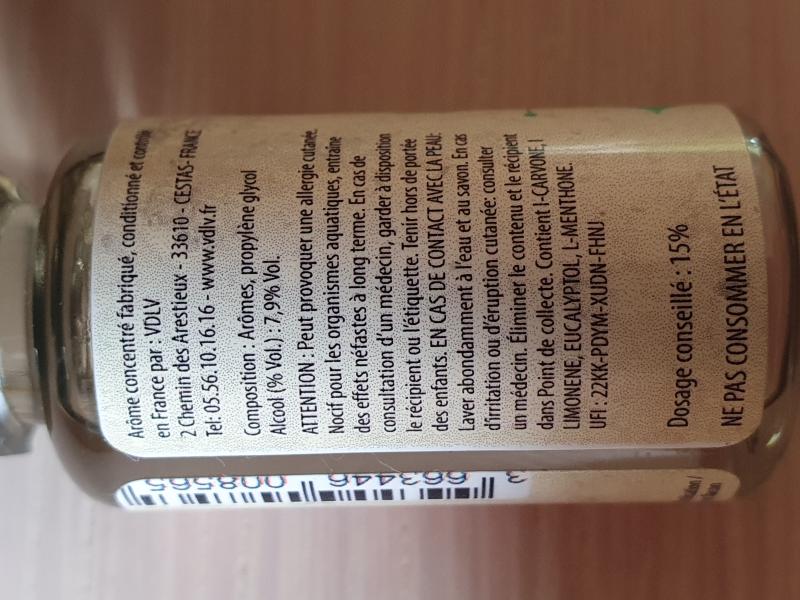 Arôme concentré fabriqué, conditionné et contrôlé
en France par : VDLV
2 Chemin des Arestieux - 33610 - CESTAS- FRANCE
Tel: 05.56.10.16.16 - www.vdlv.fr
Composition : Arômes, propylène glycol
Alcool (% Vol.) : 7,9% Vol.
ATTENTION : Peut provoquer une allergie cutanée.
Nocif pour les organismes aquatiques, entraîne
des effets néfastes à long terme. En cas de
consultation d'un médecin, garder à disposition
le récipient ou l'étiquette. Tenir hors de portée
des enfants. EN CAS DE CONTACT AVEC LA PEAU:
Laver abondamment à l'eau et au savon. En cas
d'irritation ou d'éruption cutanée: consulter
un médecin. Éliminer le contenu et le récipient
dans Point de collecte. Contient l-CARVONE, l
LIMONENE, EUCALYPTOL, L-MENTHONE.
UFI : 22KK-PDYM-XUDN-FHNJ
Dosage conseillé : 15%
NE PAS CONSOMMER EN L'ÉTAT